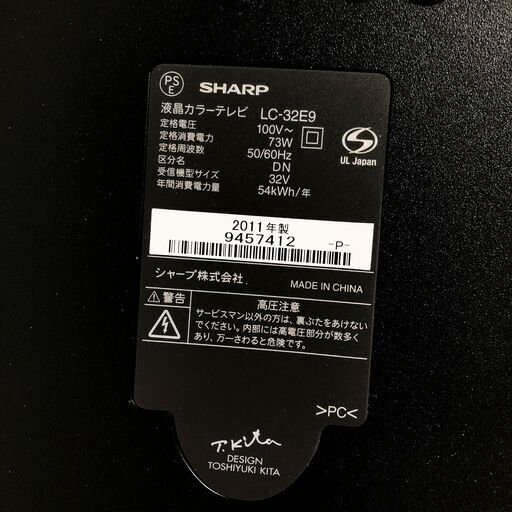 PS
E
SHARP
液晶カラーテレビ LC-32E9
定格電圧 100V～
定格消費電力 73W
定格周波数 50/60Hz
区分名 DN
受信機型サイズ 32V
年間消費電力量 54kWh/年
S
UL Japan
2011年製
9457412 -P-
シャープ株式会社 MADE IN CHINA
警告 高圧注意
サービスマン以外の方は、裏ぶたをあけない
でください。内部には高電圧部分が数多く
あり、万一さわると危険です。
>PC<
T. Kita
DESIGN
TOSHIYUKI KITA